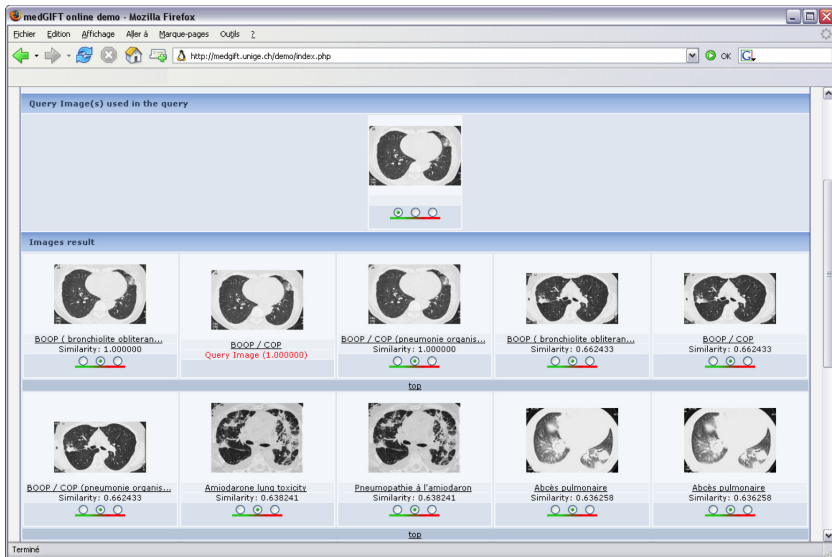 medGIFT online demo - Mozilla Firefox
Fichier Edition Affichage Aller à Marque-pages Outils ?
http://medgift.unige.ch/demo/index.php OK G
Query Image(s) used in the query
Images result
BOOP ( bronchiolite obliteran... BOOP / COP BOOP / COP (pneumonie organis... BOOP ( bronchiolite obliteran... BOOP / COP
Similarity: 1.000000 Query Image (1.000000) Similarity: 1.000000 Similarity: 0.662433 Similarity: 0.662433
top
BOOP / COP (pneumonie organis... Amiodarone lung toxicity Pneumopathie à l'amiodaron Abcès pulmonaire Abcès pulmonaire
Similarity: 0.662433 Similarity: 0.638241 Similarity: 0.638241 Similarity: 0.636258 Similarity: 0.636258
top
Terminé